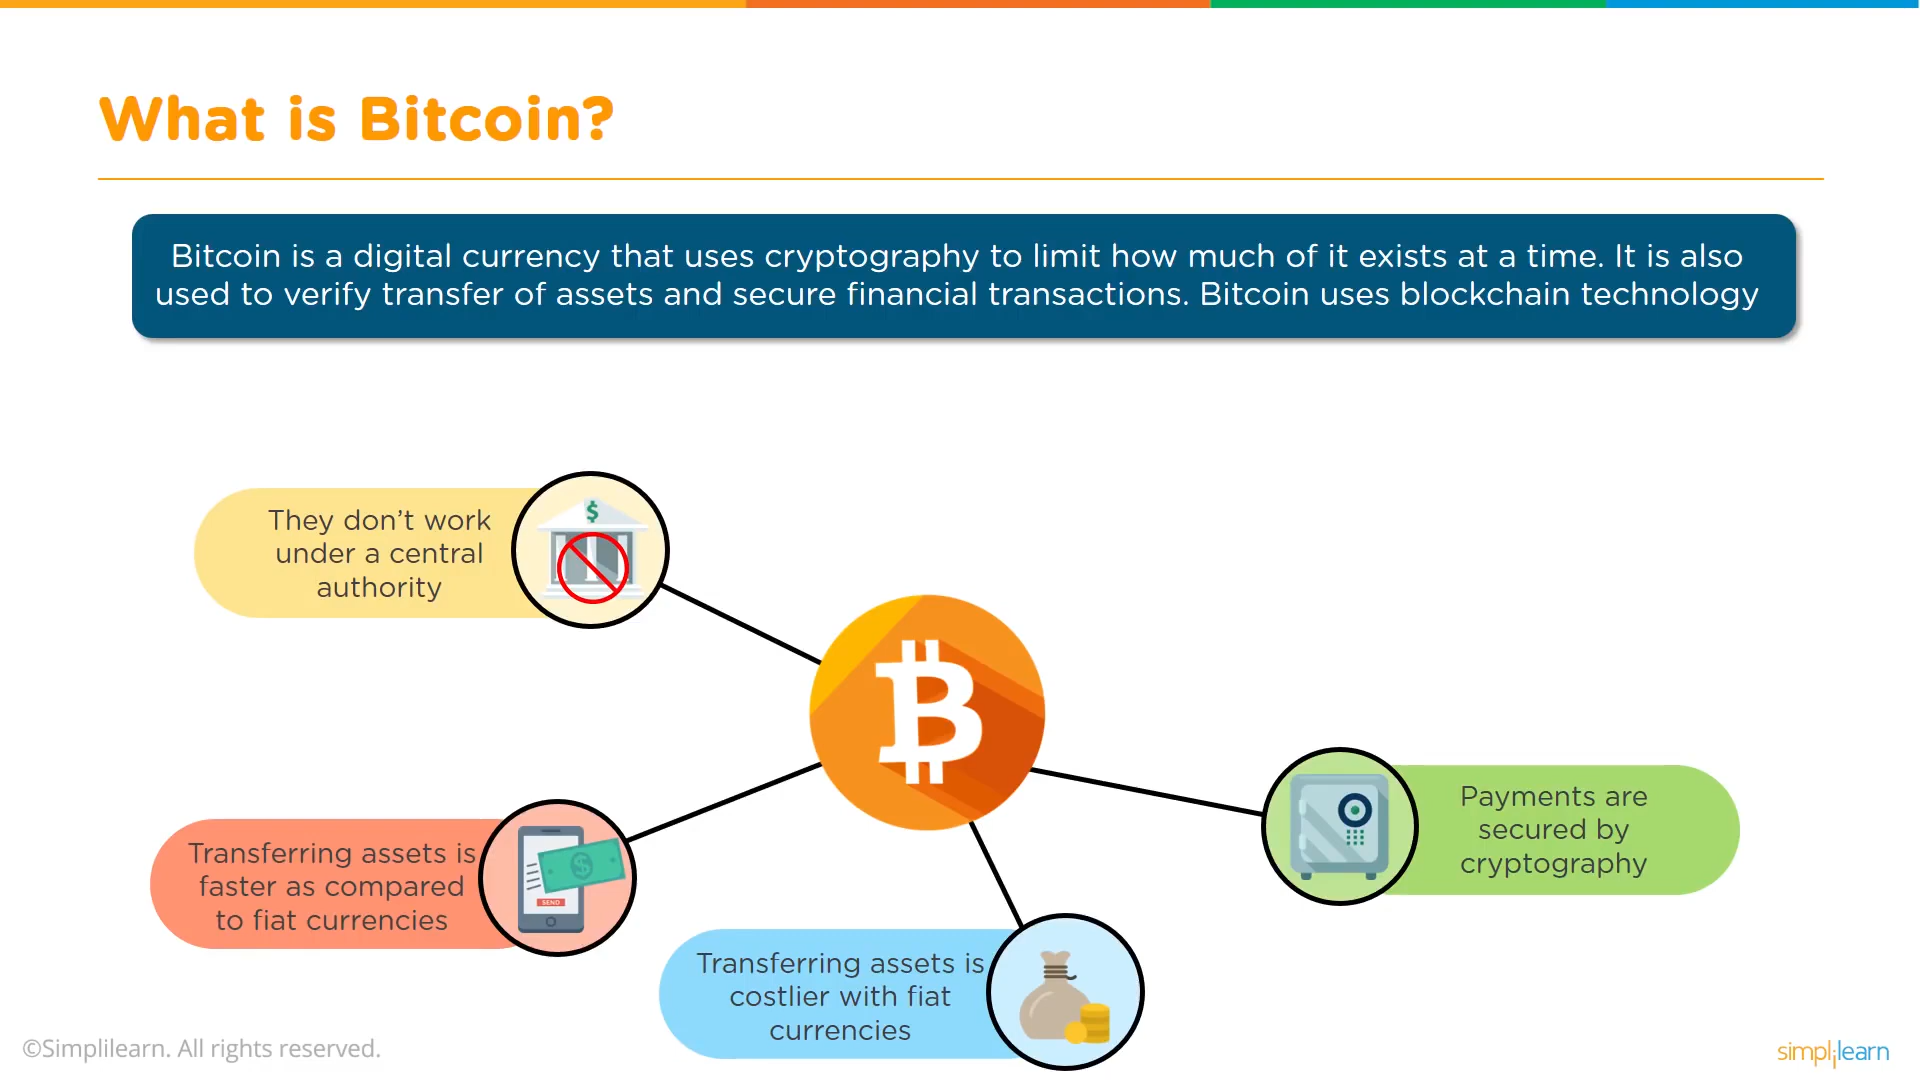 What is Bitcoin?
Bitcoin is a digital currency that uses cryptography to limit how much of it exists at a time. It is also
used to verify transfer of assets and secure financial transactions. Bitcoin uses blockchain technology
They don’t work
under a central
authority
$
Transferring assets is
faster as compared
to fiat currencies
$
SEND
Transferring assets is
costlier with fiat
currencies
Payments are
secured by
cryptography
©Simplilearn. All rights reserved.
simplilearn